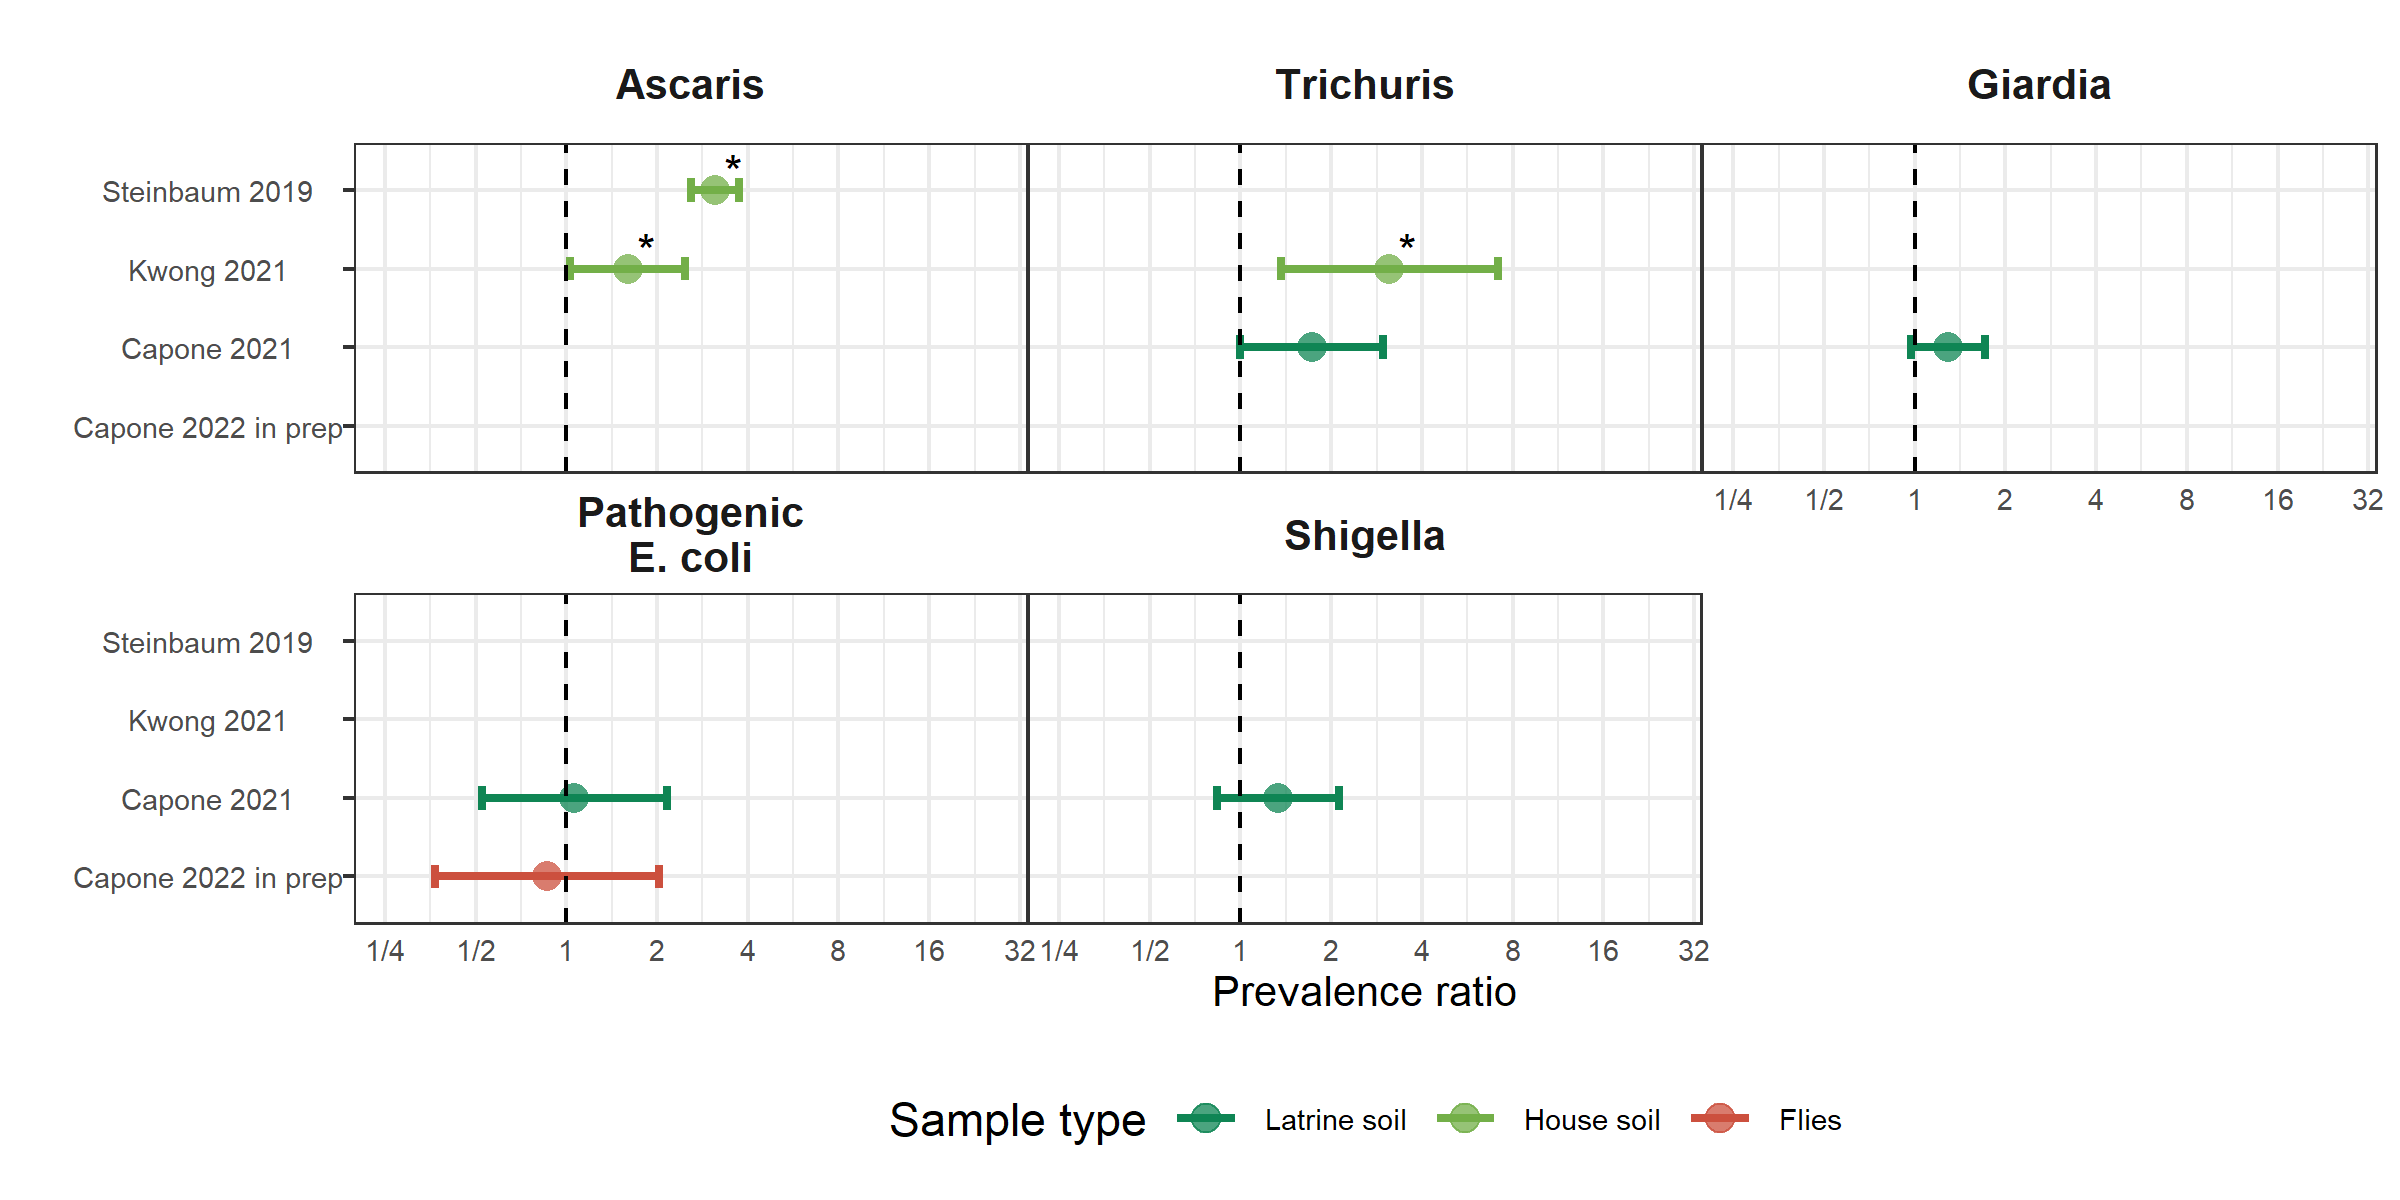 Ascaris Trichuris Giardia
Steinbaum 2019 *
Kwong 2021 * *
Capone 2021
Capone 2022 in prep
1/4 1/2 1 2 4 8 16 32
Pathogenic
E. coli
Shigella
Steinbaum 2019
Kwong 2021
Capone 2021
Capone 2022 in prep
1/4 1/2 1 2 4 8 16 32 1/4 1/2 1 2 4 8 16 32
Prevalence ratio
Sample type Latrine soil House soil Flies